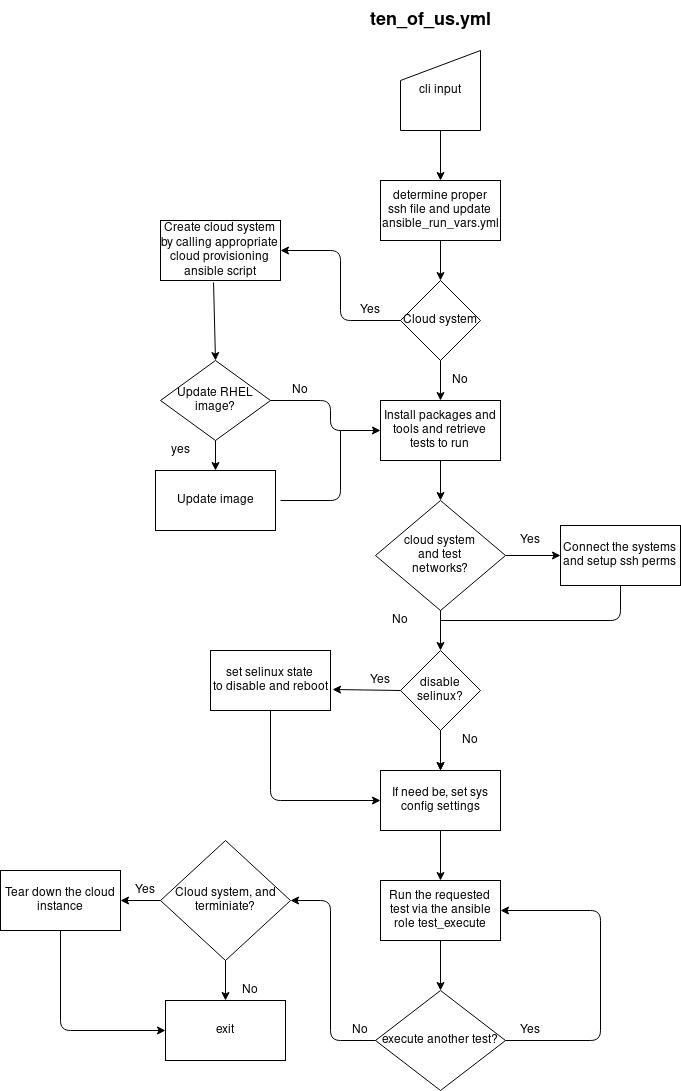 ten_of_us.yml
cli input
determine proper
ssh file and update
ansible_run_vars.yml
Create cloud system
by calling appropriate
cloud provisioning
ansible script
Yes
Cloud system
No
Update RHEL
image?
No
Install packages and
tools and retrieve
tests to run
yes
Update image
cloud system
and test
networks?
Yes
Connect the systems
and setup ssh perms
No
set selinux state
to disable and reboot
Yes
disable
selinux?
No
If need be, set sys
config settings
Tear down the cloud
instance
Yes
Cloud system, and
terminiate?
Run the requested
test via the ansible
role test_execute
No
exit
No
execute another test?
Yes